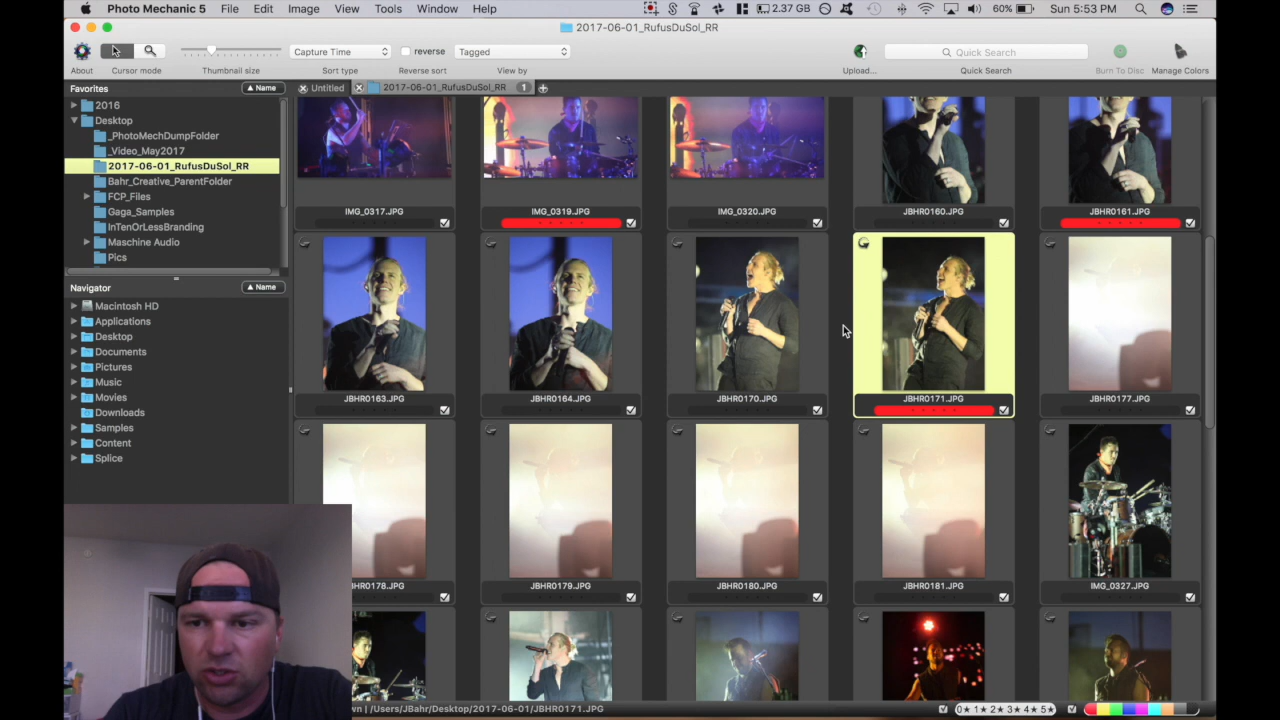 Photo Mechanic 5 File Edit Image View Tools Window Help 2.37 GB 60% Sun 5:53 PM
2017-06-01_RufusDuSol_RR
Capture Time reverse Tagged Quick Search
About Cursor mode Thumbnail size Sort type Reverse sort View by Upload... Quick Search Burn To Disc Manage Colors
Favorites ▲ Name Untitled 2017-06-01_RufusDuSol_RR 1
2016
Desktop
_PhotoMechDumpFolder
_Video_May2017
2017-06-01_RufusDuSol_RR
Bahr_Creative_ParentFolder
FCP_Files
Gaga_Samples
InTenOrLessBranding
Maschine Audio
Pics
Navigator ▲ Name
Macintosh HD
Applications
Desktop
Documents
Pictures
Music
Movies
Downloads
Samples
Content
Splice
IMG_0317.JPG IMG_0319.JPG IMG_0320.JPG JBHR0160.JPG JBHR0161.JPG
JBHR0163.JPG JBHR0164.JPG JBHR0170.JPG JBHR0171.JPG JBHR0177.JPG
HR0178.JPG JBHR0179.JPG JBHR0180.JPG JBHR0181.JPG IMG_0327.JPG
wn | /Users/JBahr/Desktop/2017-06-01/JBHR0171.JPG 0★ 1★ 2★ 3★ 4★ 5★